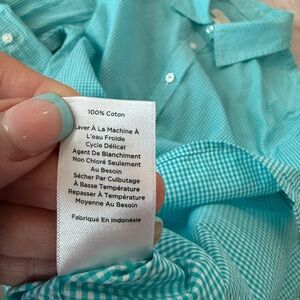 100% Coton
Laver À La Machine À
L'eau Froide
Cyclo Délicat
Agent De Blanchiment
Non Chloré Seulement
Au Besoin
Sécher Par Culbutage
À Basse Température
Repasser À Température
Moyenne Au Besoin
Fabriqué En Indonésie